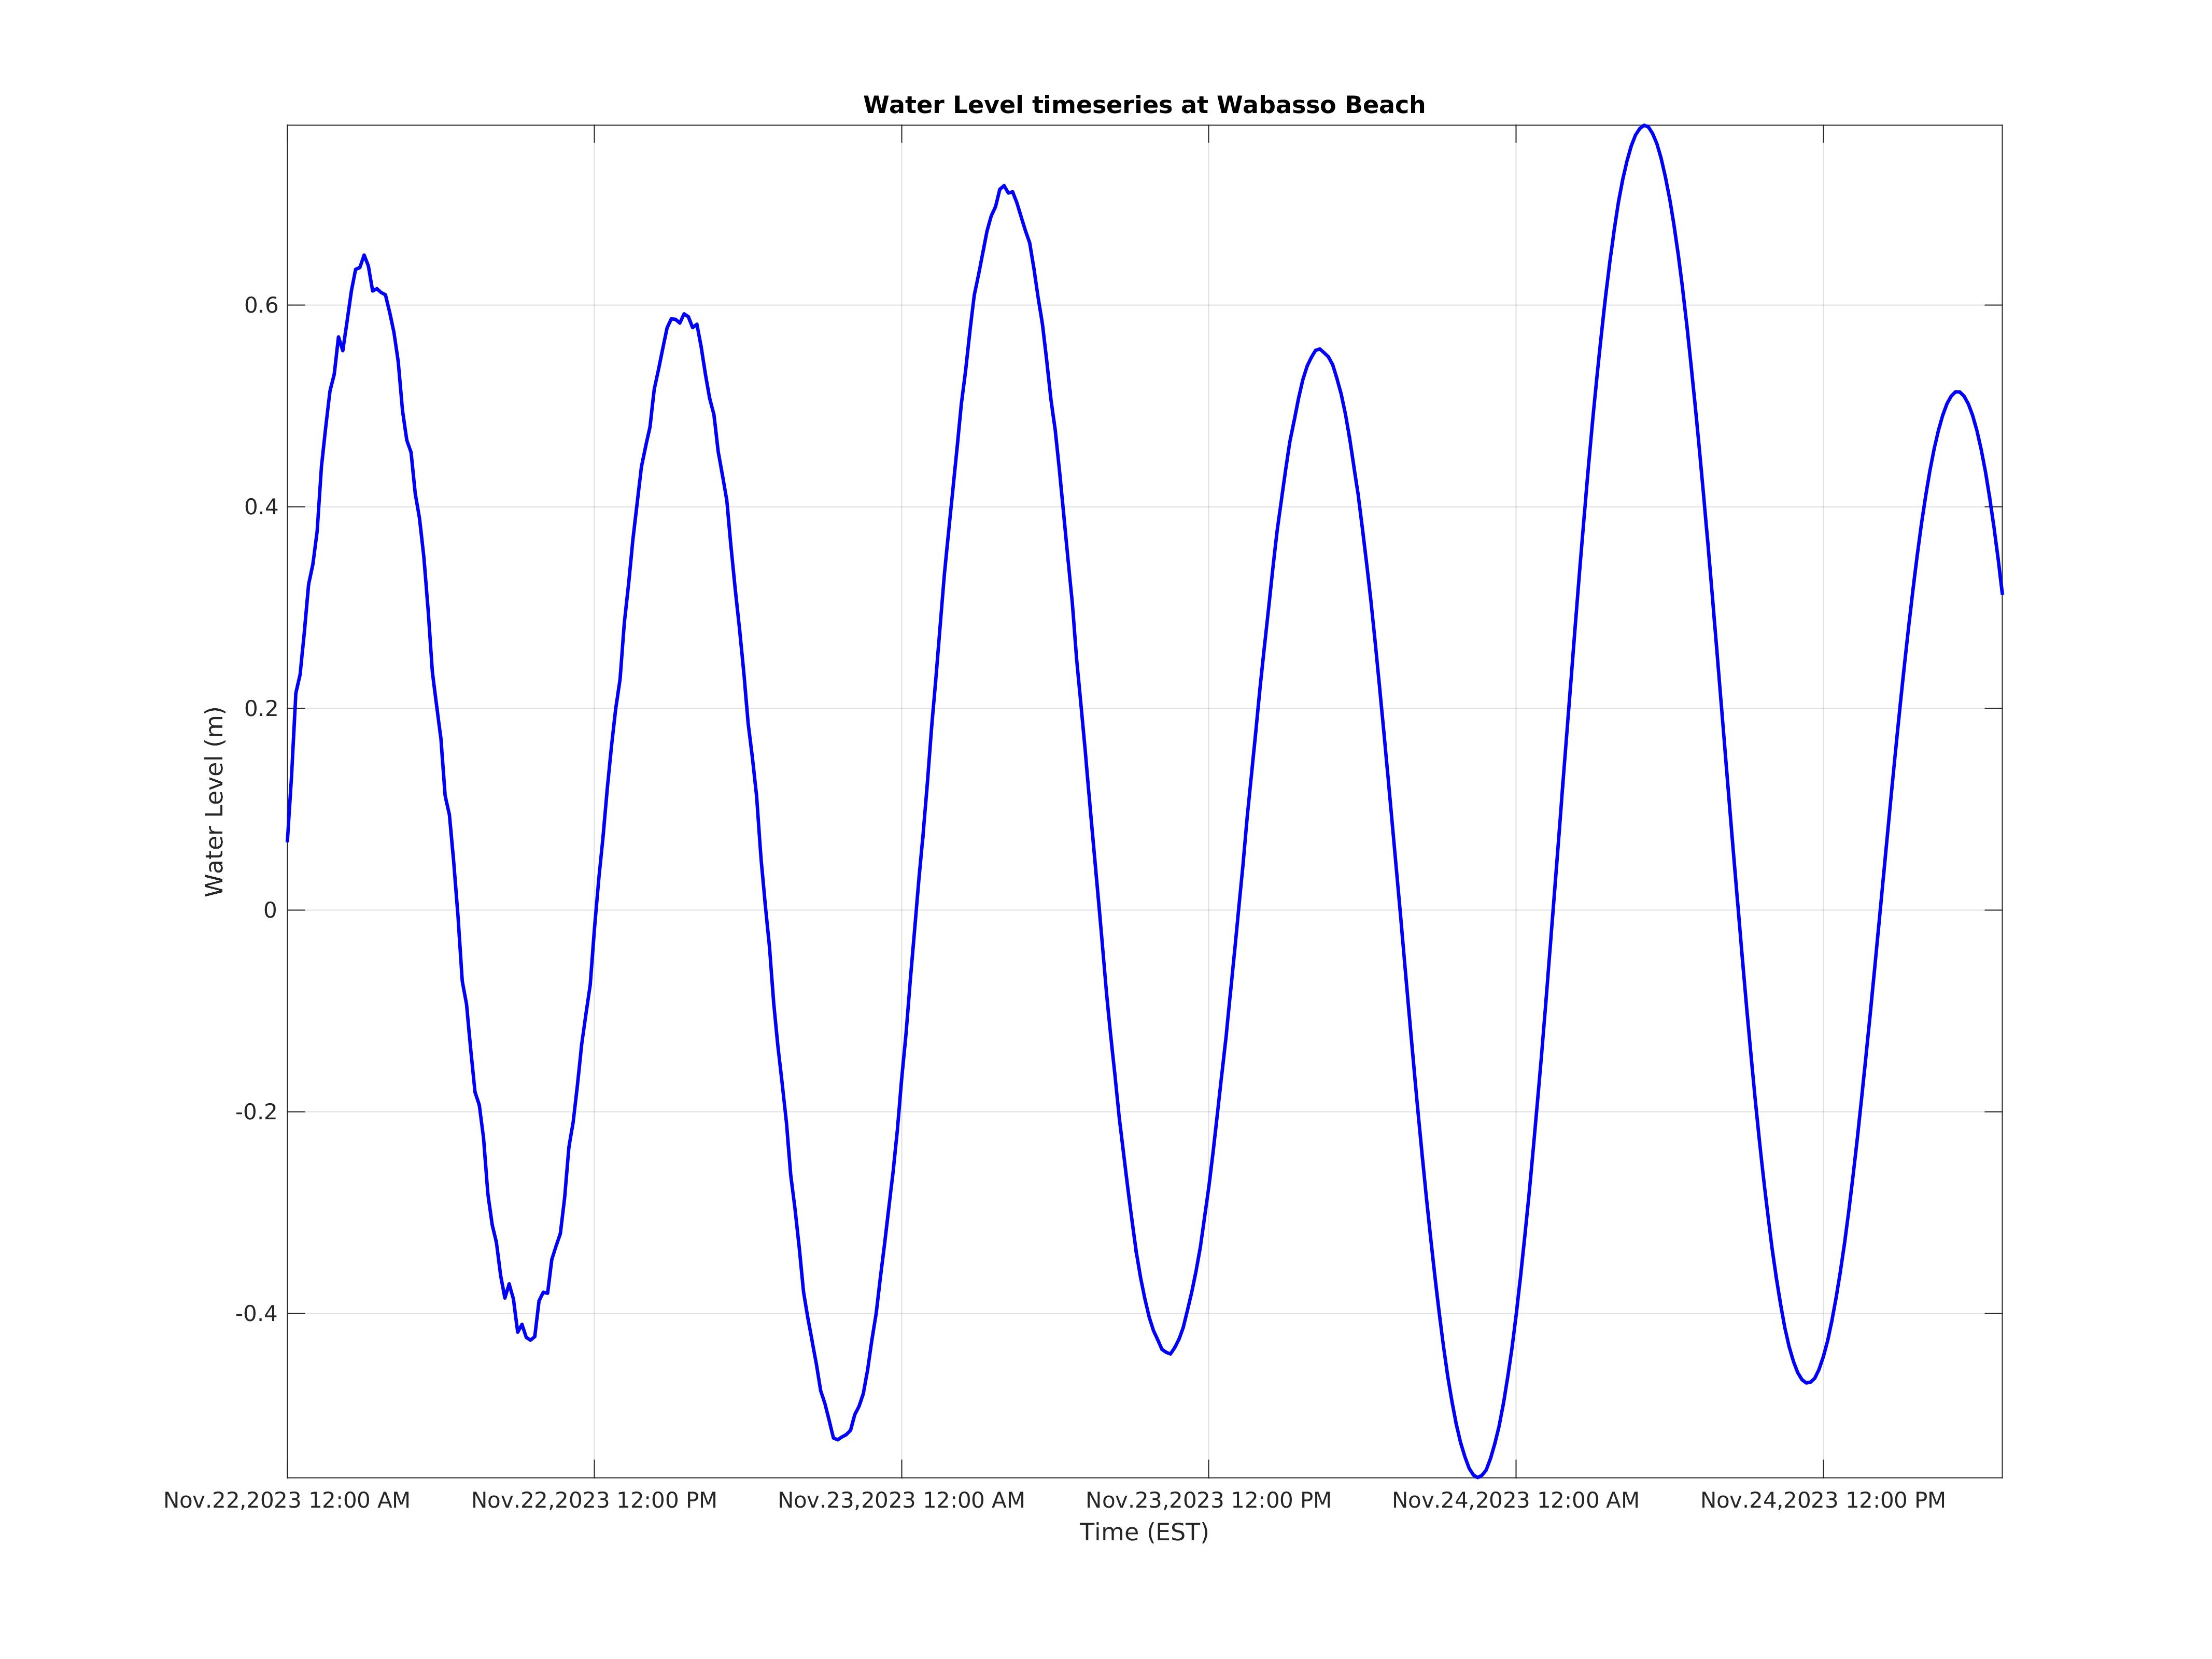 Water Level timeseries at Wabasso Beach
0.6
0.4
0.2
0
-0.2
-0.4
Water Level (m)
Nov.22,2023 12:00 AM
Nov.22,2023 12:00 PM
Nov.23,2023 12:00 AM
Nov.23,2023 12:00 PM
Nov.24,2023 12:00 AM
Nov.24,2023 12:00 PM
Time (EST)